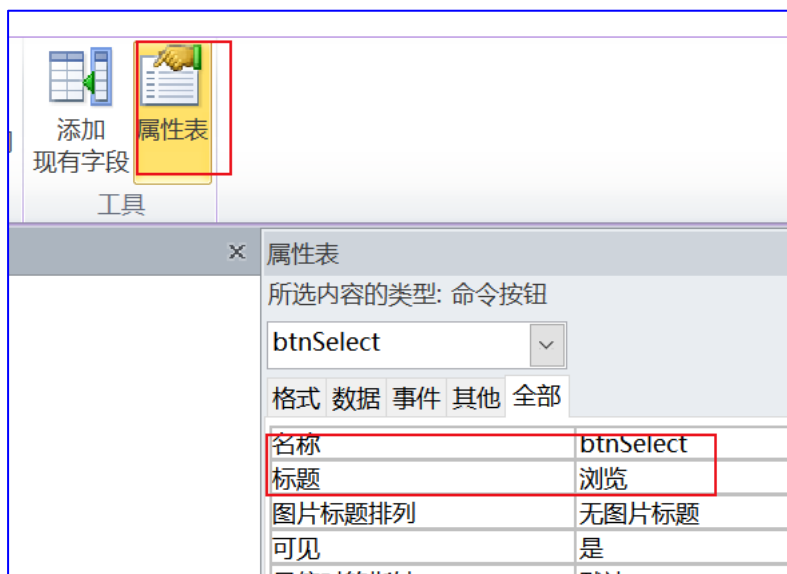 添加
现有字段
属性表
工具
属性表
所选内容的类型: 命令按钮
btnSelect
格式 数据 事件 其他 全部
名称 btnSelect
标题 浏览
图片标题排列 无图片标题
可见 是